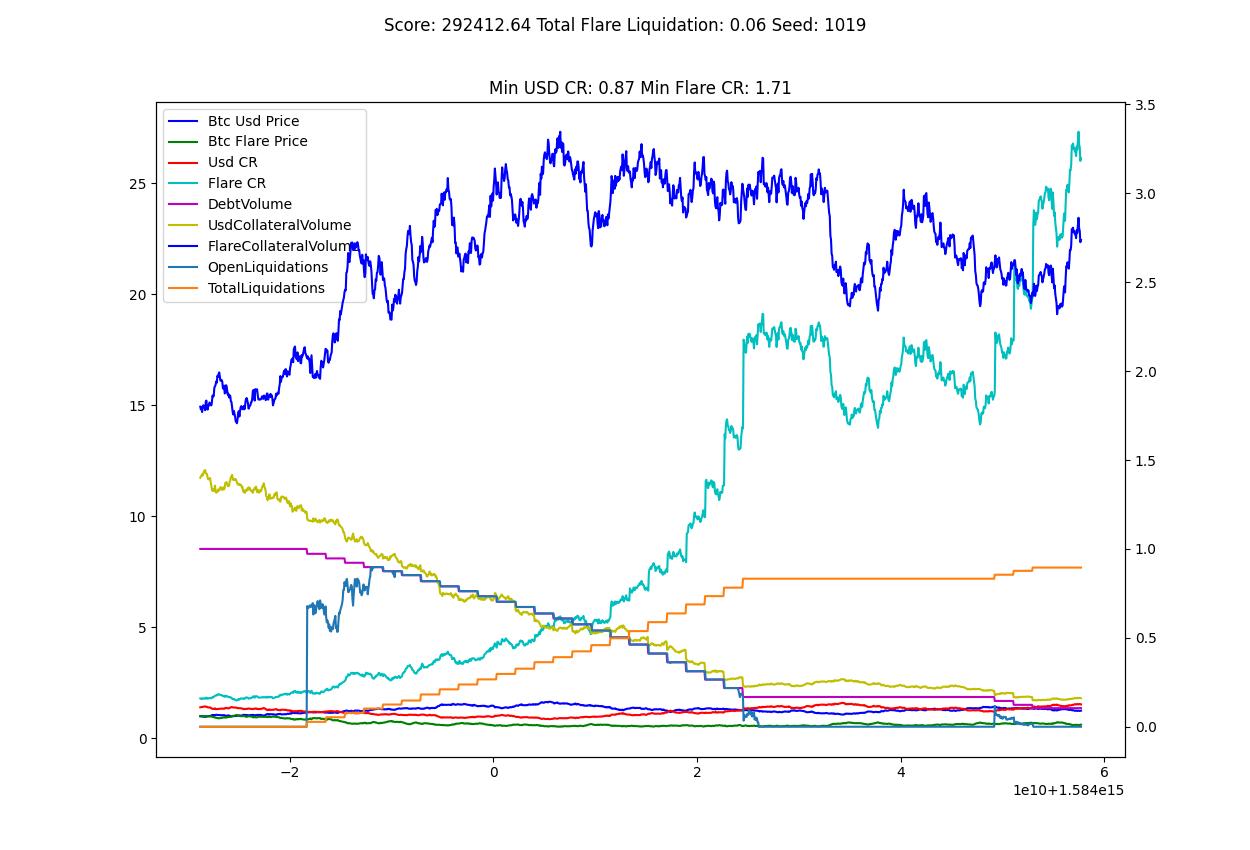 Score: 292412.64 Total Flare Liquidation: 0.06 Seed: 1019
Min USD CR: 0.87 Min Flare CR: 1.71
Btc Usd Price
Btc Flare Price
Usd CR
Flare CR
DebtVolume
UsdCollateralVolume
FlareCollateralVolume
OpenLiquidations
TotalLiquidations
25
20
15
10
5
0
3.5
3.0
2.5
2.0
1.5
1.0
0.5
0.0
−2 0 2 4 6
1e10+1.584e15